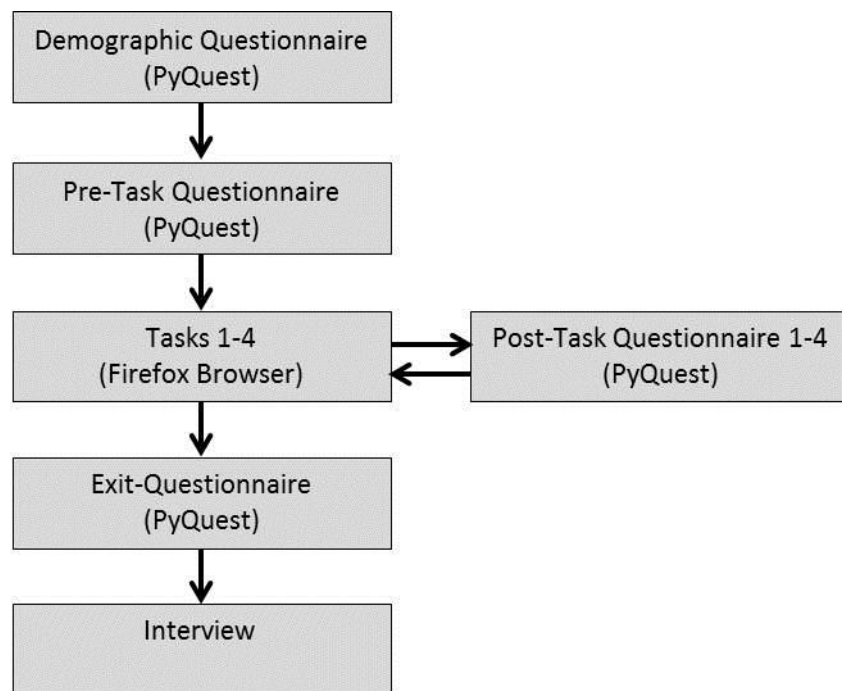 Demographic Questionnaire
(PyQuest)
Pre-Task Questionnaire
(PyQuest)
Tasks 1-4
(Firefox Browser)
Post-Task Questionnaire 1-4
(PyQuest)
Exit-Questionnaire
(PyQuest)
Interview